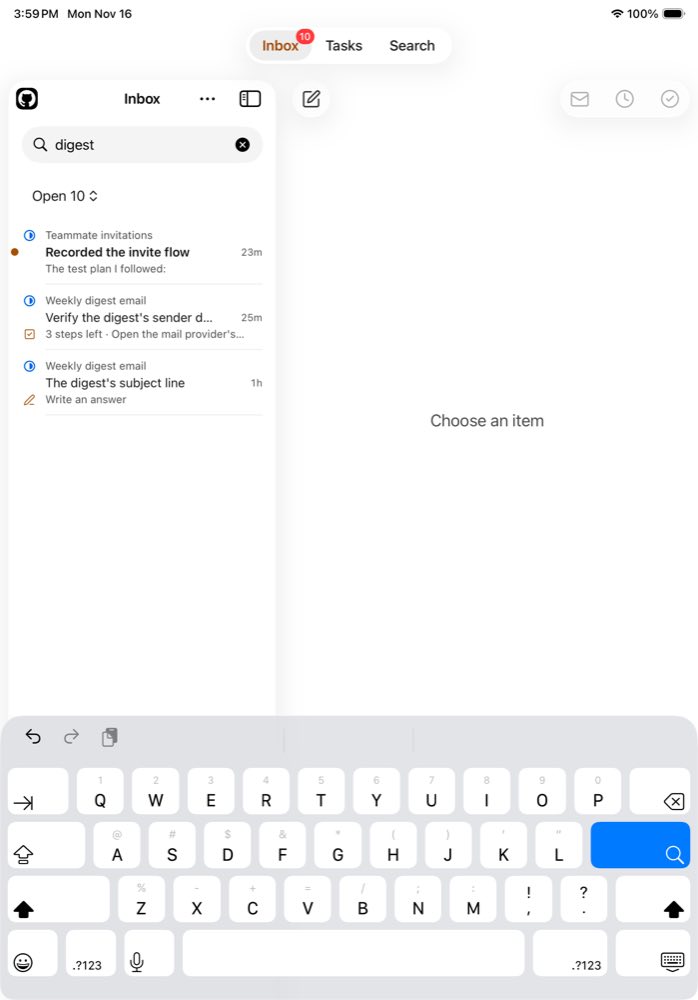 3:59 PM Mon Nov 16
100%
Inbox 10 Tasks Search
Inbox
digest
Open 10
Teammate invitations
Recorded the invite flow 23m
The test plan I followed:
Weekly digest email
Verify the digest's sender d... 25m
3 steps left · Open the mail provider's...
Weekly digest email
The digest's subject line 1h
Write an answer
Choose an item
1 2 3 4 5 6 7 8 9 0
Q W E R T Y U I O P
@ # $ & * ( ) ' "
A S D F G H J K L
% - + = / ; : ! ?
Z X C V B N M , .
.?123 .?123